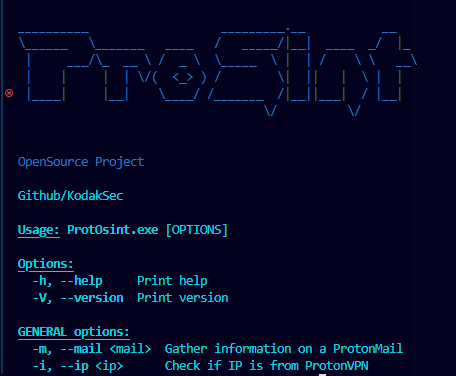 ProtOSint
OpenSource Project
Github/KodakSec
Usage: ProtOsint.exe [OPTIONS]
Options:
-h, --help Print help
-V, --version Print version
GENERAL options:
-m, --mail <mail> Gather information on a ProtonMail
-i, --ip <ip> Check if IP is from ProtonVPN